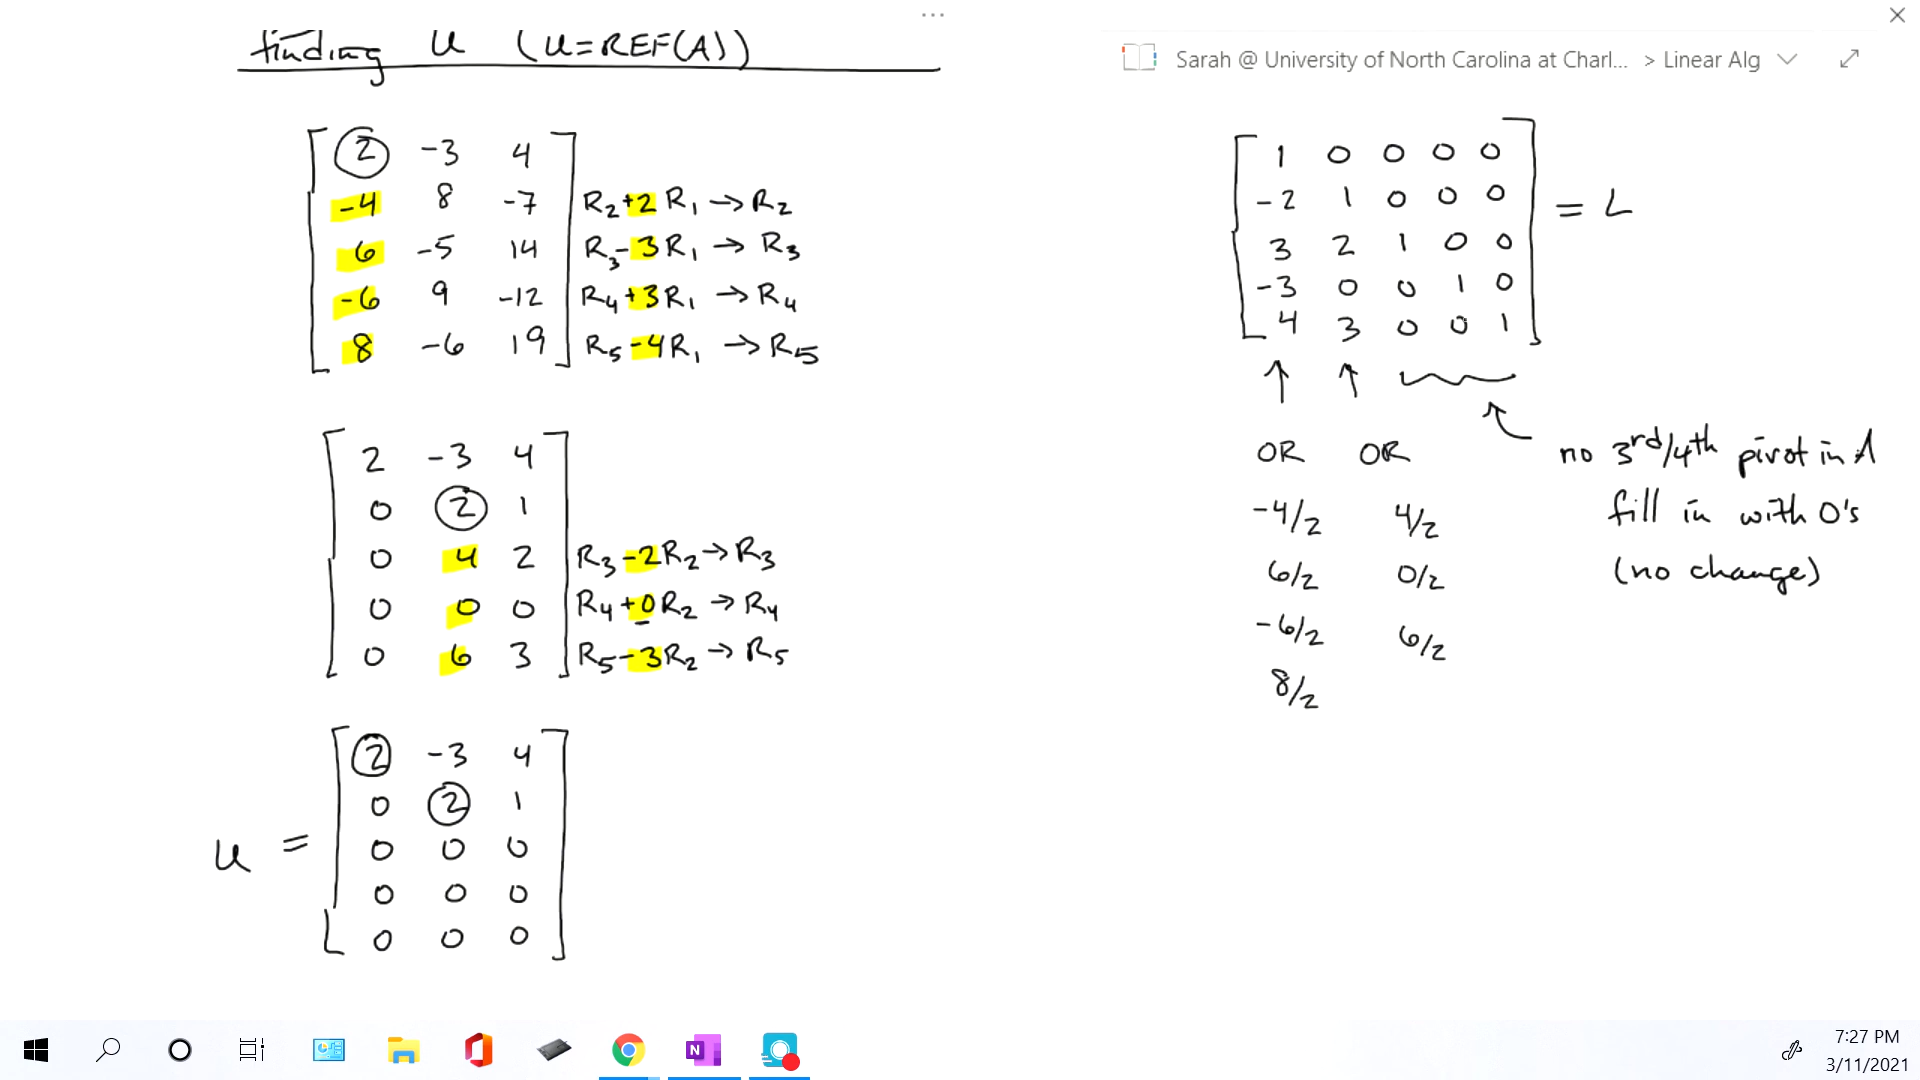 finding U (U=REF(A))
2 -3 4
-4 8 -7 R2+2R1→R2
6 -5 14 R3-3R1→R3
-6 9 -12 R4+3R1→R4
8 -6 19 R5-4R1→R5
2 -3 4
0 2 1
0 4 2 R3-2R2→R3
0 0 0 R4+0R2→R4
0 6 3 R5-3R2→R5
2 -3 4
0 2 1
U = 0 0 0
0 0 0
0 0 0
Sarah @ University of North Carolina at Charl... > Linear Alg
1 0 0 0 0
-2 1 0 0 0 = L
3 2 1 0 0
-3 0 0 1 0
4 3 0 0 1
OR OR
-4/2 4/2
6/2 0/2
-6/2 6/2
8/2
no 3rd/4th pivot in A
fill in with 0's
(no change)
N
7:27 PM
3/11/2021